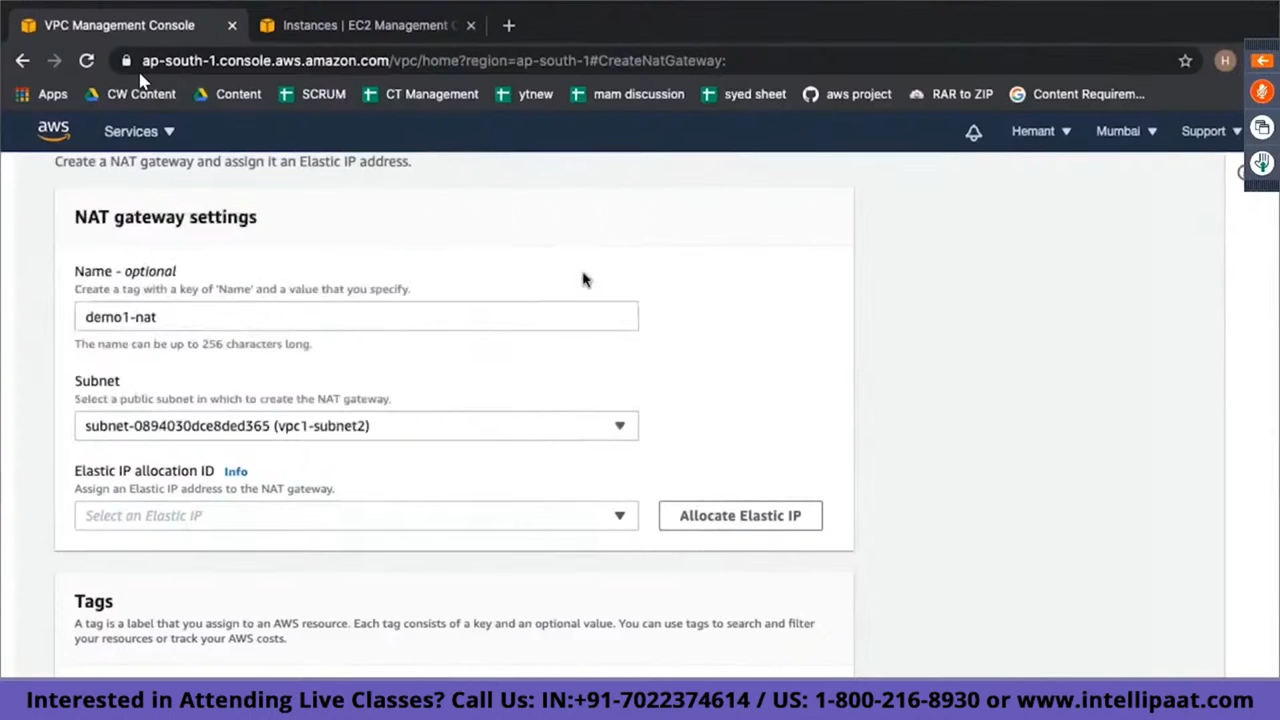 VPC Management Console
Instances | EC2 Management
ap-south-1.console.aws.amazon.com/vpc/home?region=ap-south-1#CreateNatGateway:
H
Apps CW Content Content SCRUM CT Management ytnew mam discussion syed sheet aws project RAR to ZIP Content Requirem...
aws Services Hemant Mumbai Support
Create a NAT gateway and assign it an Elastic IP address.
NAT gateway settings
Name - optional
Create a tag with a key of 'Name' and a value that you specify.
demo1-nat
The name can be up to 256 characters long.
Subnet
Select a public subnet in which to create the NAT gateway.
subnet-0894030dce8ded365 (vpc1-subnet2)
Elastic IP allocation ID Info
Assign an Elastic IP address to the NAT gateway.
Select an Elastic IP
Allocate Elastic IP
Tags
A tag is a label that you assign to an AWS resource. Each tag consists of a key and an optional value. You can use tags to search and filter
your resources or track your AWS costs.
Interested in Attending Live Classes? Call Us: IN:+91-7022374614 / US: 1-800-216-8930 or www.intellipaat.com